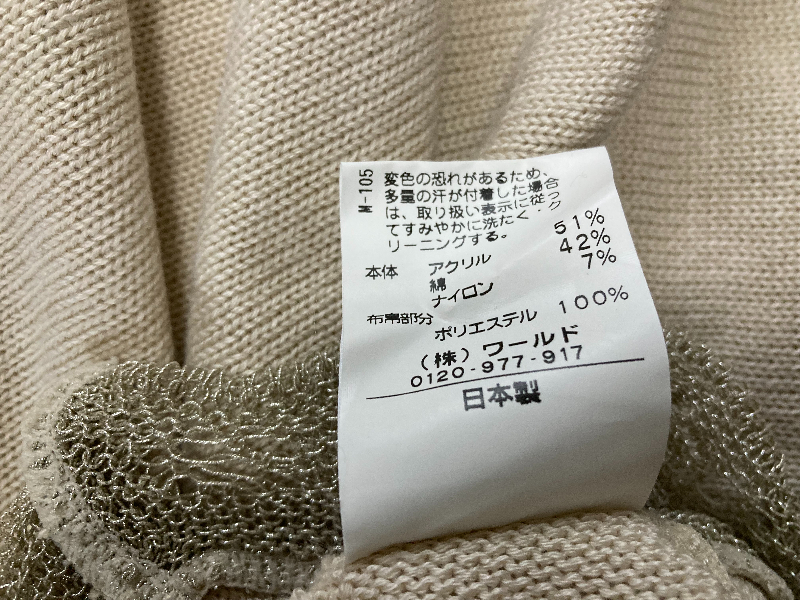 M-105
変色の恐れがあるため、
多量の汗が付着した場合
は、取り扱い表示に従っ
てすみやかに洗たく・ク
リーニングする。
本体 アクリル 51%
綿 42%
ナイロン 7%
布帛部分 ポリエステル 100%
(株)ワールド
0120-977-917
日本製